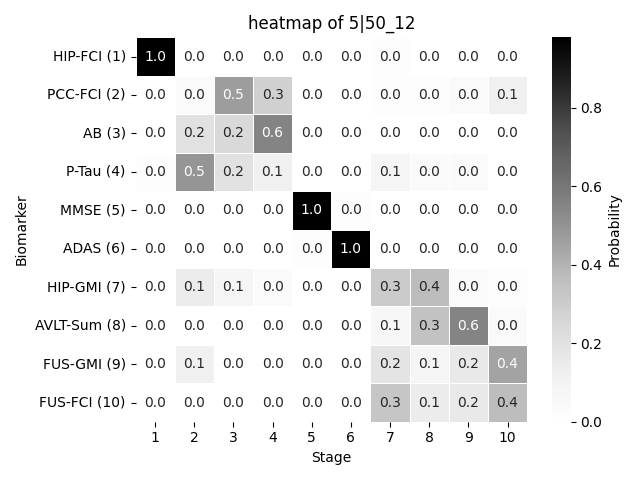 heatmap of 5|50_12
HIP-FCI (1) 1.0 0.0 0.0 0.0 0.0 0.0 0.0 0.0 0.0 0.0
PCC-FCI (2) 0.0 0.0 0.5 0.3 0.0 0.0 0.0 0.0 0.0 0.1
AB (3) 0.0 0.2 0.2 0.6 0.0 0.0 0.0 0.0 0.0 0.0
P-Tau (4) 0.0 0.5 0.2 0.1 0.0 0.0 0.1 0.0 0.0 0.0
MMSE (5) 0.0 0.0 0.0 0.0 1.0 0.0 0.0 0.0 0.0 0.0
ADAS (6) 0.0 0.0 0.0 0.0 0.0 1.0 0.0 0.0 0.0 0.0
HIP-GMI (7) 0.0 0.1 0.1 0.0 0.0 0.0 0.3 0.4 0.0 0.0
AVLT-Sum (8) 0.0 0.0 0.0 0.0 0.0 0.0 0.1 0.3 0.6 0.0
FUS-GMI (9) 0.0 0.1 0.0 0.0 0.0 0.0 0.2 0.1 0.2 0.4
FUS-FCI (10) 0.0 0.0 0.0 0.0 0.0 0.0 0.3 0.1 0.2 0.4
1 2 3 4 5 6 7 8 9 10
Stage
Biomarker
0.8
0.6
0.4
0.2
0.0
Probability